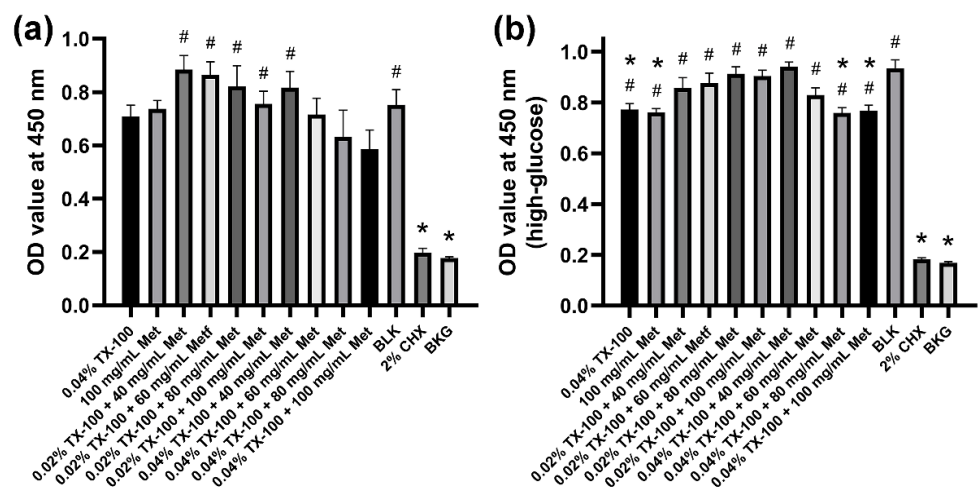 (a)
OD value at 450 nm
1.0
0.8
0.6
0.4
0.2
0.0
# # # # # #
* *
0.04% TX-100
100 mg/mL Met
0.02% TX-100 + 40 mg/mL Met
0.02% TX-100 + 60 mg/mL Metf
0.02% TX-100 + 80 mg/mL Met
0.02% TX-100 + 100 mg/mL Met
0.04% TX-100 + 40 mg/mL Met
0.04% TX-100 + 60 mg/mL Met
0.04% TX-100 + 80 mg/mL Met
0.04% TX-100 + 100 mg/mL Met
BLK
2% CHX
BKG
(b)
OD value at 450 nm
(high-glucose)
1.0
0.8
0.6
0.4
0.2
0.0
* * * *
# # # # # # # # # # #
* *
0.04% TX-100
100 mg/mL Met
0.02% TX-100 + 40 mg/mL Met
0.02% TX-100 + 60 mg/mL Metf
0.02% TX-100 + 80 mg/mL Met
0.02% TX-100 + 100 mg/mL Met
0.04% TX-100 + 40 mg/mL Met
0.04% TX-100 + 60 mg/mL Met
0.04% TX-100 + 80 mg/mL Met
0.04% TX-100 + 100 mg/mL Met
BLK
2% CHX
BKG